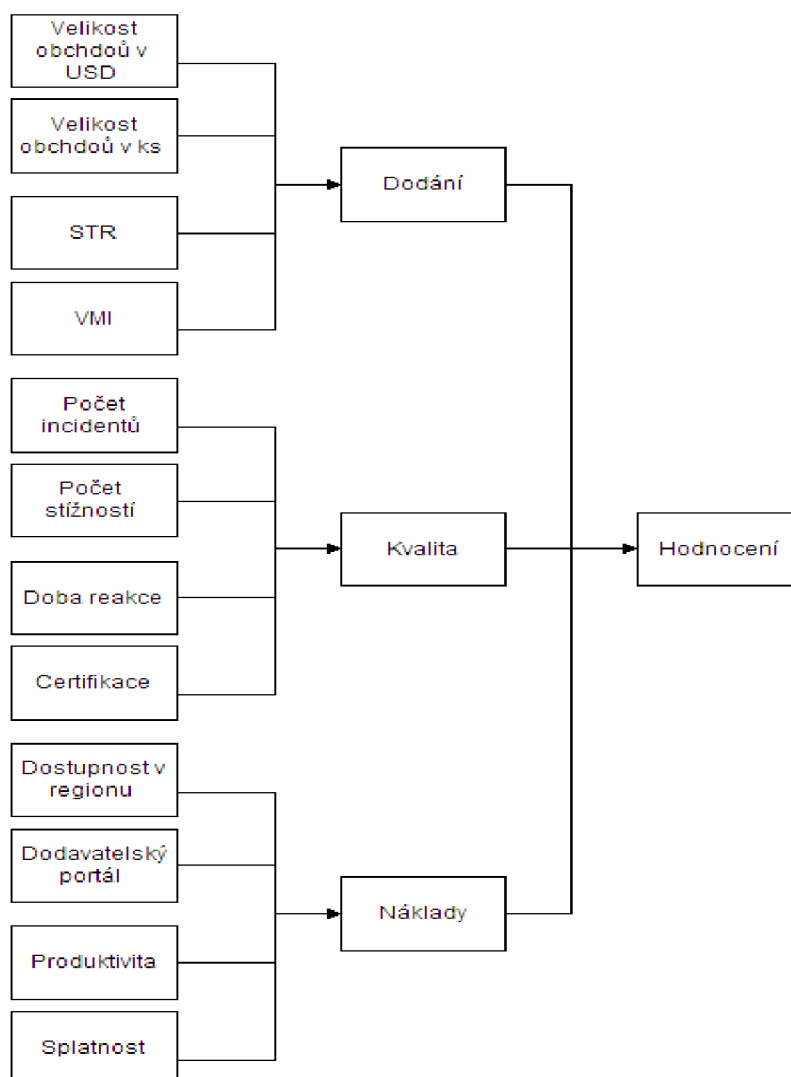 Velikost
obchdoů v
USD
Velikost
obchdoů v ks
STR
VMI
Dodání
Počet
incidentů
Počet
stížností
Doba reakce
Certifikace
Kvalita
Hodnocení
Dostupnost v
regionu
Dodavatelský
portál
Produktivita
Splatnost
Náklady